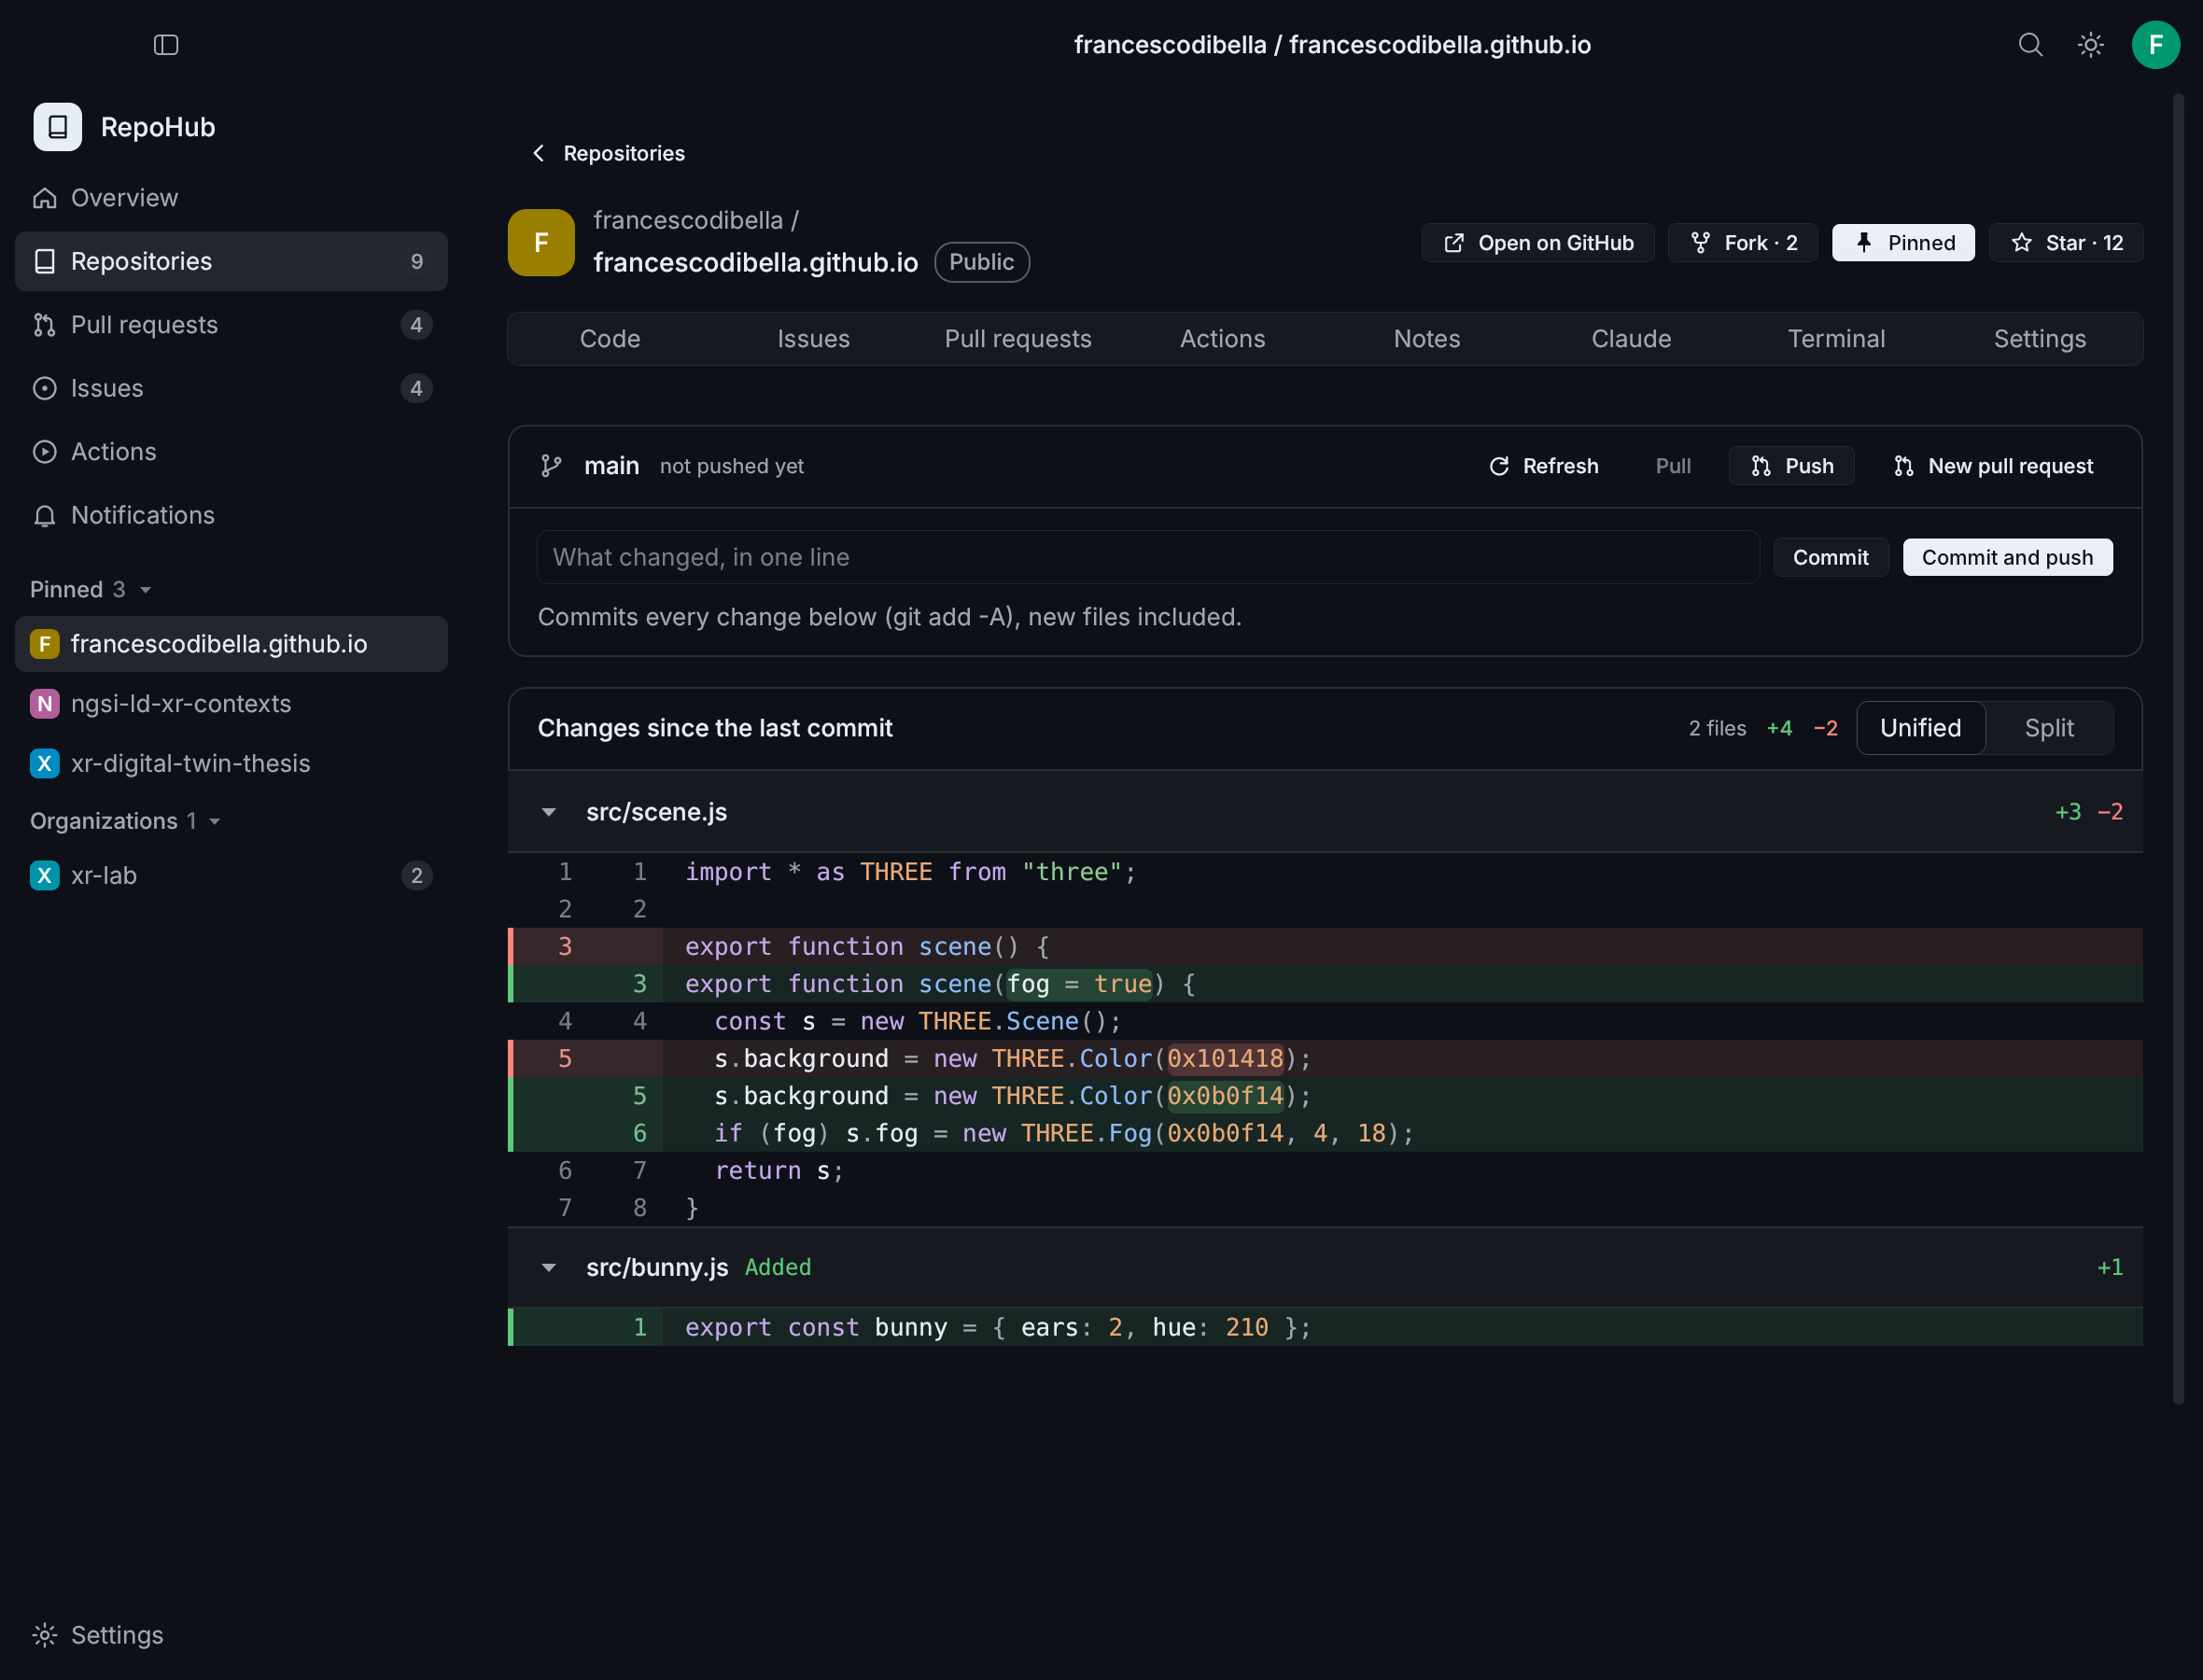 francescodibella / francescodibella.github.io
F
RepoHub
Overview
Repositories 9
Pull requests 4
Issues 4
Actions
Notifications
Pinned 3
F francescodibella.github.io
N ngsi-ld-xr-contexts
X xr-digital-twin-thesis
Organizations 1
X xr-lab 2
Settings
Repositories
F
francescodibella /
francescodibella.github.io Public
Open on GitHub Fork · 2 Pinned Star · 12
Code Issues Pull requests Actions Notes Claude Terminal Settings
main not pushed yet Refresh Pull Push New pull request
What changed, in one line Commit Commit and push
Commits every change below (git add -A), new files included.
Changes since the last commit 2 files +4 −2 Unified Split
src/scene.js +3 −2
1 1 import * as THREE from "three";
2 2
3 export function scene() {
3 export function scene(fog = true) {
4 4 const s = new THREE.Scene();
5 s.background = new THREE.Color(0x101418);
5 s.background = new THREE.Color(0x0b0f14);
6 if (fog) s.fog = new THREE.Fog(0x0b0f14, 4, 18);
6 7 return s;
7 8 }
src/bunny.js Added +1
1 export const bunny = { ears: 2, hue: 210 };